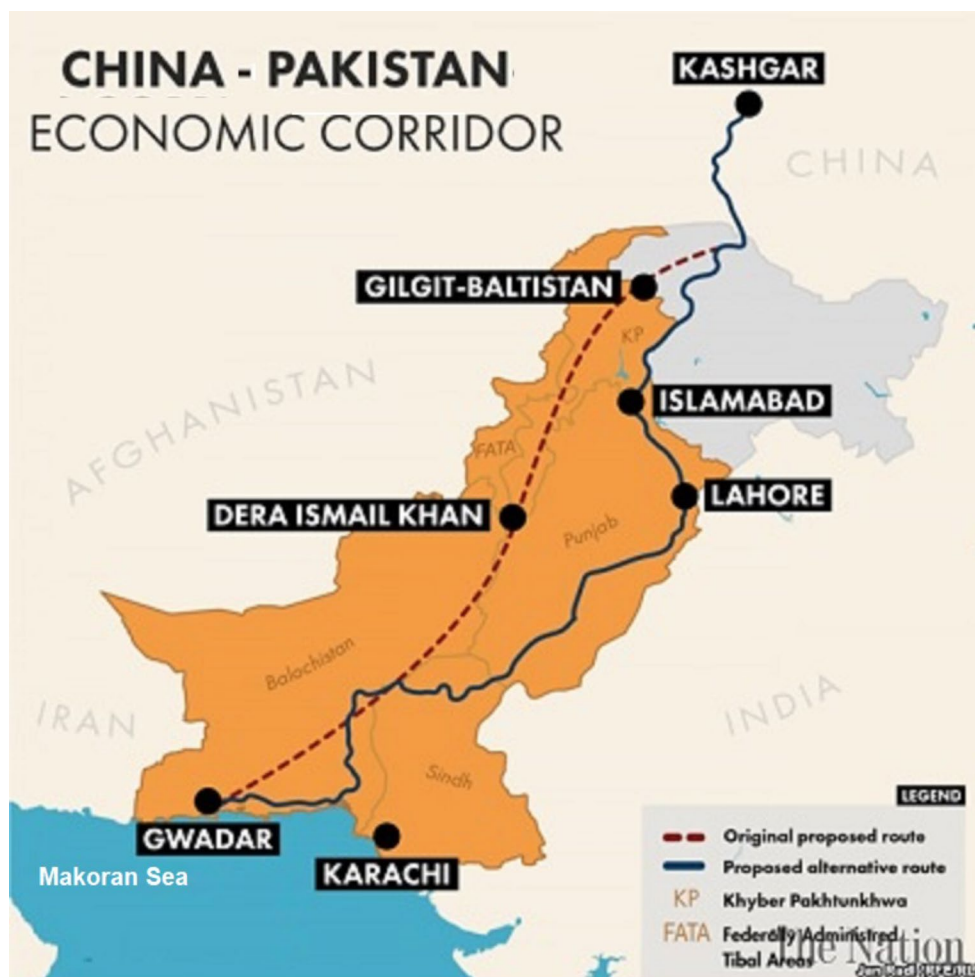 CHINA - PAKISTAN
ECONOMIC CORRIDOR
KASHGAR
CHINA
GILGIT-BALTISTAN
KP
AFGHANISTAN
ISLAMABAD
FATA
LAHORE
DERA ISMAIL KHAN
Punjab
Balochistan
IRAN
INDIA
Sindh
LEGEND
GWADAR
Original proposed route
KARACHI
Makoran Sea
Proposed alternative route
KP Khyber Pakhtunkhwa
FATA Federally Administred
Tibal Areas
The Nation